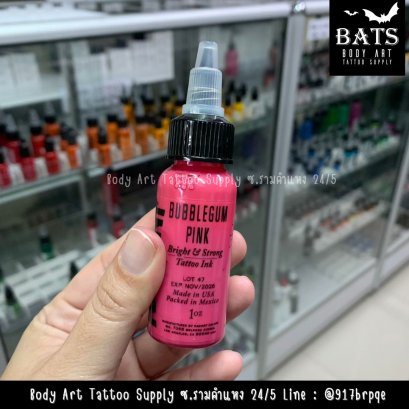 BATS
BODY ART
TATTOO SUPPLY
Body Art Tattoo Supply ซ.รามคำแหง 24/5
BUBBLEGUM
PINK
Bright & Strong
Tattoo Ink
LOT 47
EXP NOV/2026
Made in USA
Packed in Mexico
1 oz
Body Art Tattoo Supply ซ.รามคำแหง 24/5 Line : @917brpqe